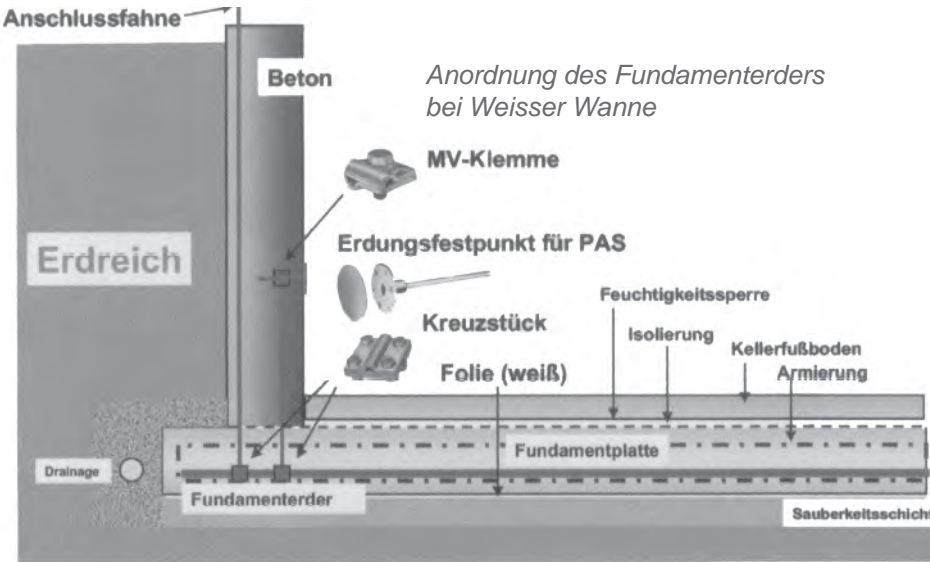 Anschlussfahne
Beton
Anordnung des Fundamenterders
bei Weisser Wanne
MV-Klemme
Erdreich
Erdungsfestpunkt für PAS
Feuchtigkeitssperre
Kreuzstück
Isolierung
Kellerfußboden
Folie (weiß)
Armierung
Fundamentplatte
Drainage
Fundamenterder
Sauberkeitsschicht